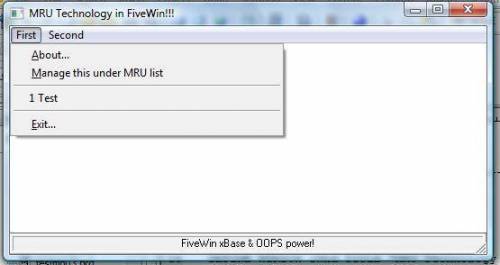 MRU Technology in FiveWin!!!
First Second
About...
Manage this under MRU list
1 Test
Exit...
FiveWin xBase & OOPS power!